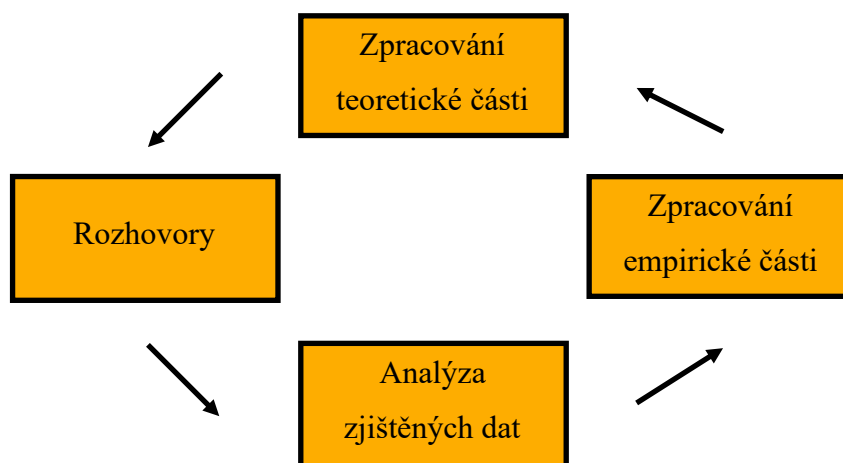 Zpracování
teoretické části
Rozhovory
Zpracování
empirické části
Analýza
zjištěných dat